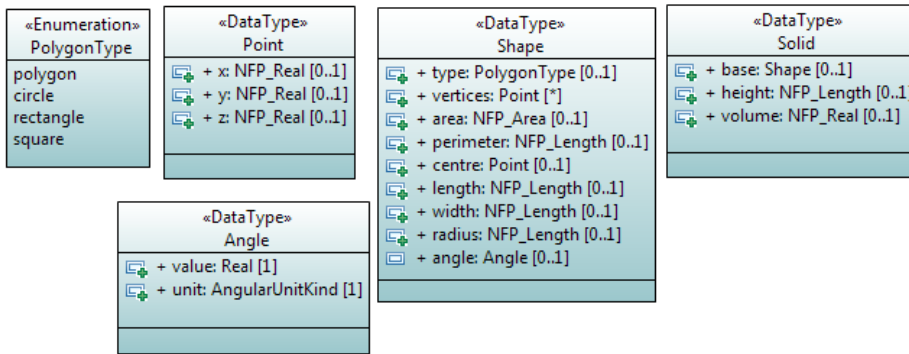 «Enumeration»
PolygonType
polygon
circle
rectangle
square
«DataType»
Point
+ x: NFP_Real [0..1]
+ y: NFP_Real [0..1]
+ z: NFP_Real [0..1]
«DataType»
Shape
+ type: PolygonType [0..1]
+ vertices: Point [*]
+ area: NFP_Area [0..1]
+ perimeter: NFP_Length [0..1]
+ centre: Point [0..1]
+ length: NFP_Length [0..1]
+ width: NFP_Length [0..1]
+ radius: NFP_Length [0..1]
+ angle: Angle [0..1]
«DataType»
Solid
+ base: Shape [0..1]
+ height: NFP_Length [0..1]
+ volume: NFP_Real [0..1]
«DataType»
Angle
+ value: Real [1]
+ unit: AngularUnitKind [1]